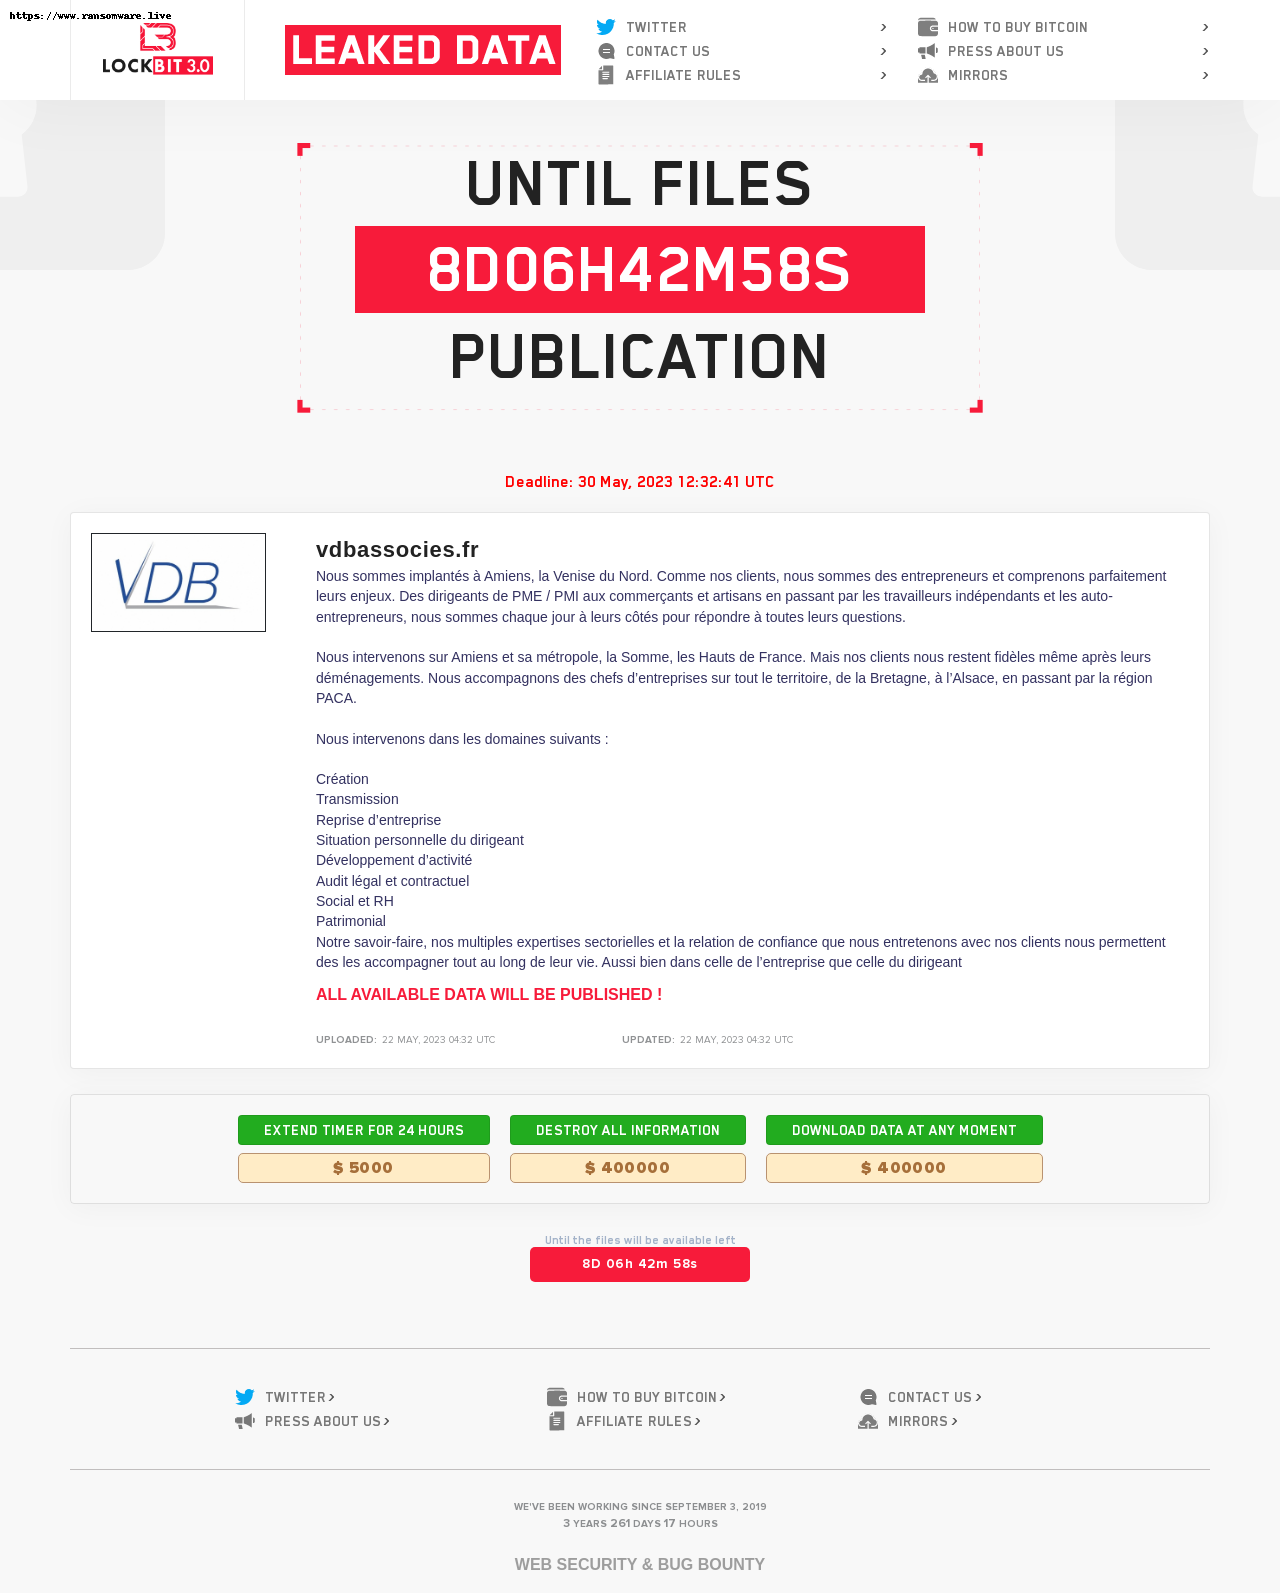 https://www.ransomware.live
LOCKBIT 3.0
LEAKED DATA
TWITTER
CONTACT US
AFFILIATE RULES
HOW TO BUY BITCOIN
PRESS ABOUT US
MIRRORS
UNTIL FILES
8D06H42M58S
PUBLICATION
Deadline: 30 May, 2023 12:32:41 UTC
VDB
vdbassocies.fr
Nous sommes implantés à Amiens, la Venise du Nord. Comme nos clients, nous sommes des entrepreneurs et comprenons parfaitement
leurs enjeux. Des dirigeants de PME / PMI aux commerçants et artisans en passant par les travailleurs indépendants et les auto-
entrepreneurs, nous sommes chaque jour à leurs côtés pour répondre à toutes leurs questions.
Nous intervenons sur Amiens et sa métropole, la Somme, les Hauts de France. Mais nos clients nous restent fidèles même après leurs
déménagements. Nous accompagnons des chefs d’entreprises sur tout le territoire, de la Bretagne, à l’Alsace, en passant par la région
PACA.
Nous intervenons dans les domaines suivants :
Création
Transmission
Reprise d’entreprise
Situation personnelle du dirigeant
Développement d’activité
Audit légal et contractuel
Social et RH
Patrimonial
Notre savoir-faire, nos multiples expertises sectorielles et la relation de confiance que nous entretenons avec nos clients nous permettent
des les accompagner tout au long de leur vie. Aussi bien dans celle de l’entreprise que celle du dirigeant
ALL AVAILABLE DATA WILL BE PUBLISHED !
UPLOADED: 22 MAY, 2023 04:32 UTC
UPDATED: 22 MAY, 2023 04:32 UTC
EXTEND TIMER FOR 24 HOURS
$ 5000
DESTROY ALL INFORMATION
$ 400000
DOWNLOAD DATA AT ANY MOMENT
$ 400000
Until the files will be available left
8D 06h 42m 58s
TWITTER
PRESS ABOUT US
HOW TO BUY BITCOIN
AFFILIATE RULES
CONTACT US
MIRRORS
WE'VE BEEN WORKING SINCE SEPTEMBER 3, 2019
3 YEARS 261 DAYS 17 HOURS
WEB SECURITY & BUG BOUNTY